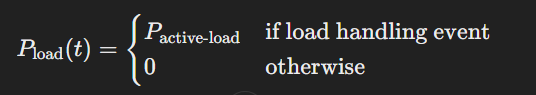 P_load(t) = { P_active-load if load handling event
0 otherwise